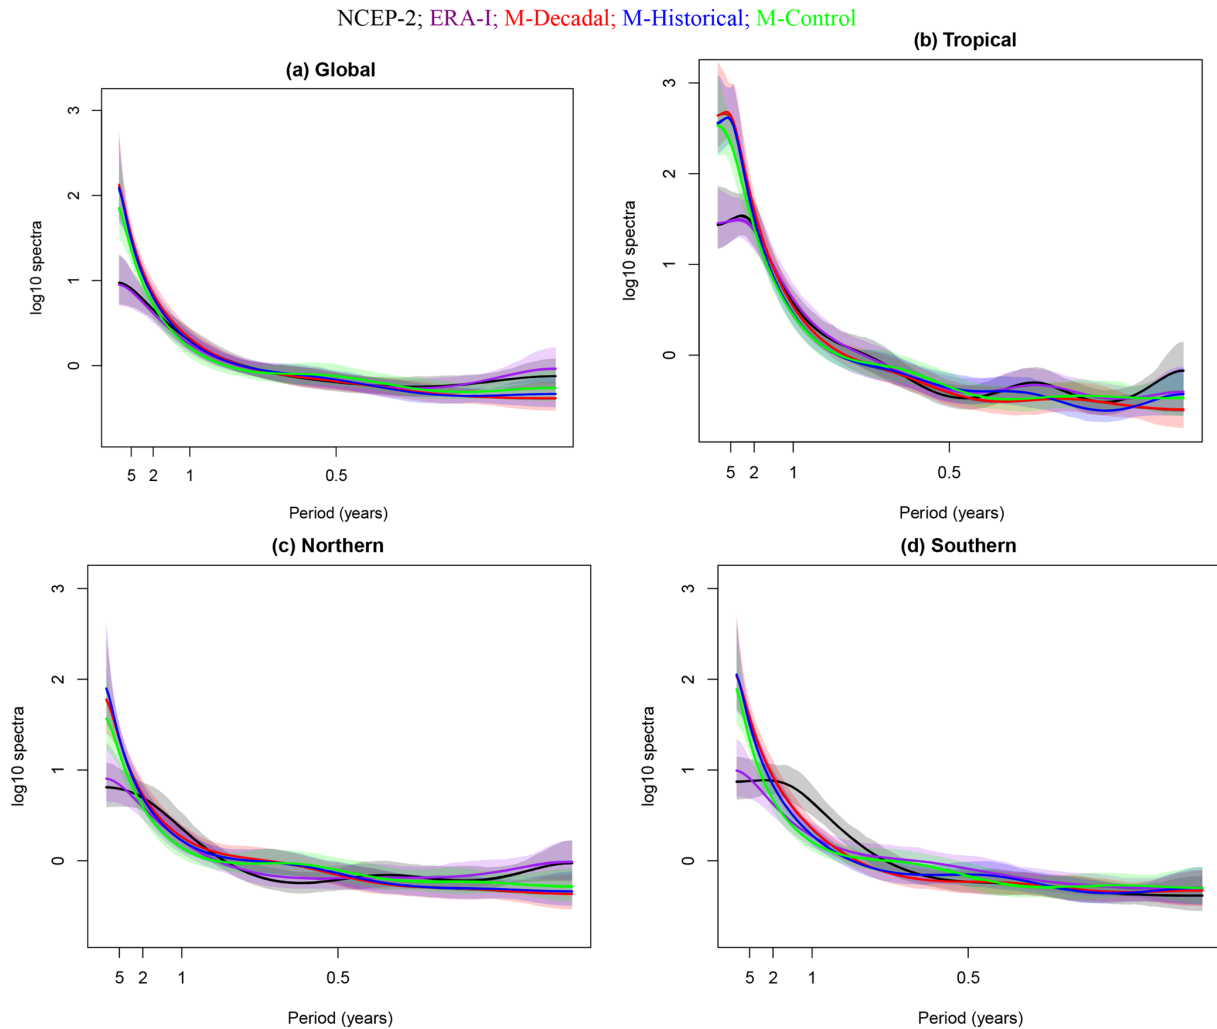 NCEP-2; ERA-I; M-Decadal; M-Historical; M-Control
(a) Global
log10 spectra
3
2
1
0
5 2 1 0.5
Period (years)
(b) Tropical
log10 spectra
3
2
1
0
5 2 1 0.5
Period (years)
(c) Northern
log10 spectra
3
2
1
0
5 2 1 0.5
Period (years)
(d) Southern
log10 spectra
3
2
1
0
5 2 1 0.5
Period (years)